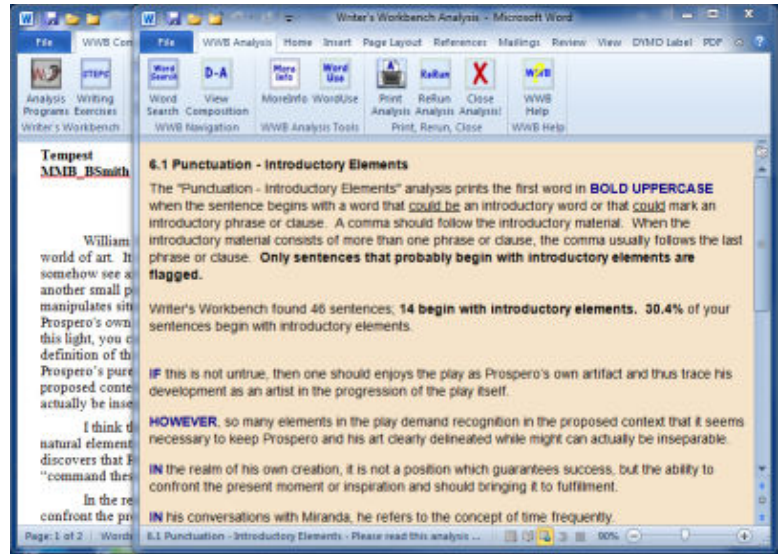 Writer's Workbench Analysis - Microsoft Word
File WWB Com
File WWB Analysis Home Insert Page Layout References Mailings Review View DYMO Label PDF
STEPS
Word Search
D-A
More Info
Word Use
ReRun
X
WWB
Analysis Writing
Programs Exercises
Writer's Workbench
Word View MoreInfo WordUse Print ReRun Close WWB
Search Composition Analysis Analysis Analysis! Help
WWB Navigation WWB Analysis Tools Print, Rerun, Close WWB Help
Tempest
MMB_BSmith
William
world of art. It
somehow see a
another small p
manipulates sit
Prospero's own
this light, you c
definition of th
Prospero's pure
proposed conte
actually be inse
I think t
natural element
discovers that P
"command thes
In the re
confront the pr
6.1 Punctuation - Introductory Elements
The "Punctuation - Introductory Elements" analysis prints the first word in BOLD UPPERCASE
when the sentence begins with a word that could be an introductory word or that could mark an
introductory phrase or clause. A comma should follow the introductory material. When the
introductory material consists of more than one phrase or clause, the comma usually follows the last
phrase or clause. Only sentences that probably begin with introductory elements are
flagged.
Writer's Workbench found 46 sentences; 14 begin with introductory elements. 30.4% of your
sentences begin with introductory elements.
IF this is not untrue, then one should enjoys the play as Prospero's own artifact and thus trace his
development as an artist in the progression of the play itself.
HOWEVER, so many elements in the play demand recognition in the proposed context that it seems
necessary to keep Prospero and his art clearly delineated while might can actually be inseparable.
IN the realm of his own creation, it is not a position which guarantees success, but the ability to
confront the present moment or inspiration and should bringing it to fulfillment.
IN his conversations with Miranda, he refers to the concept of time frequently.
Page: 1 of 2 Words
6.1 Punctuation - Introductory Elements - Please read this analysis ... 90%